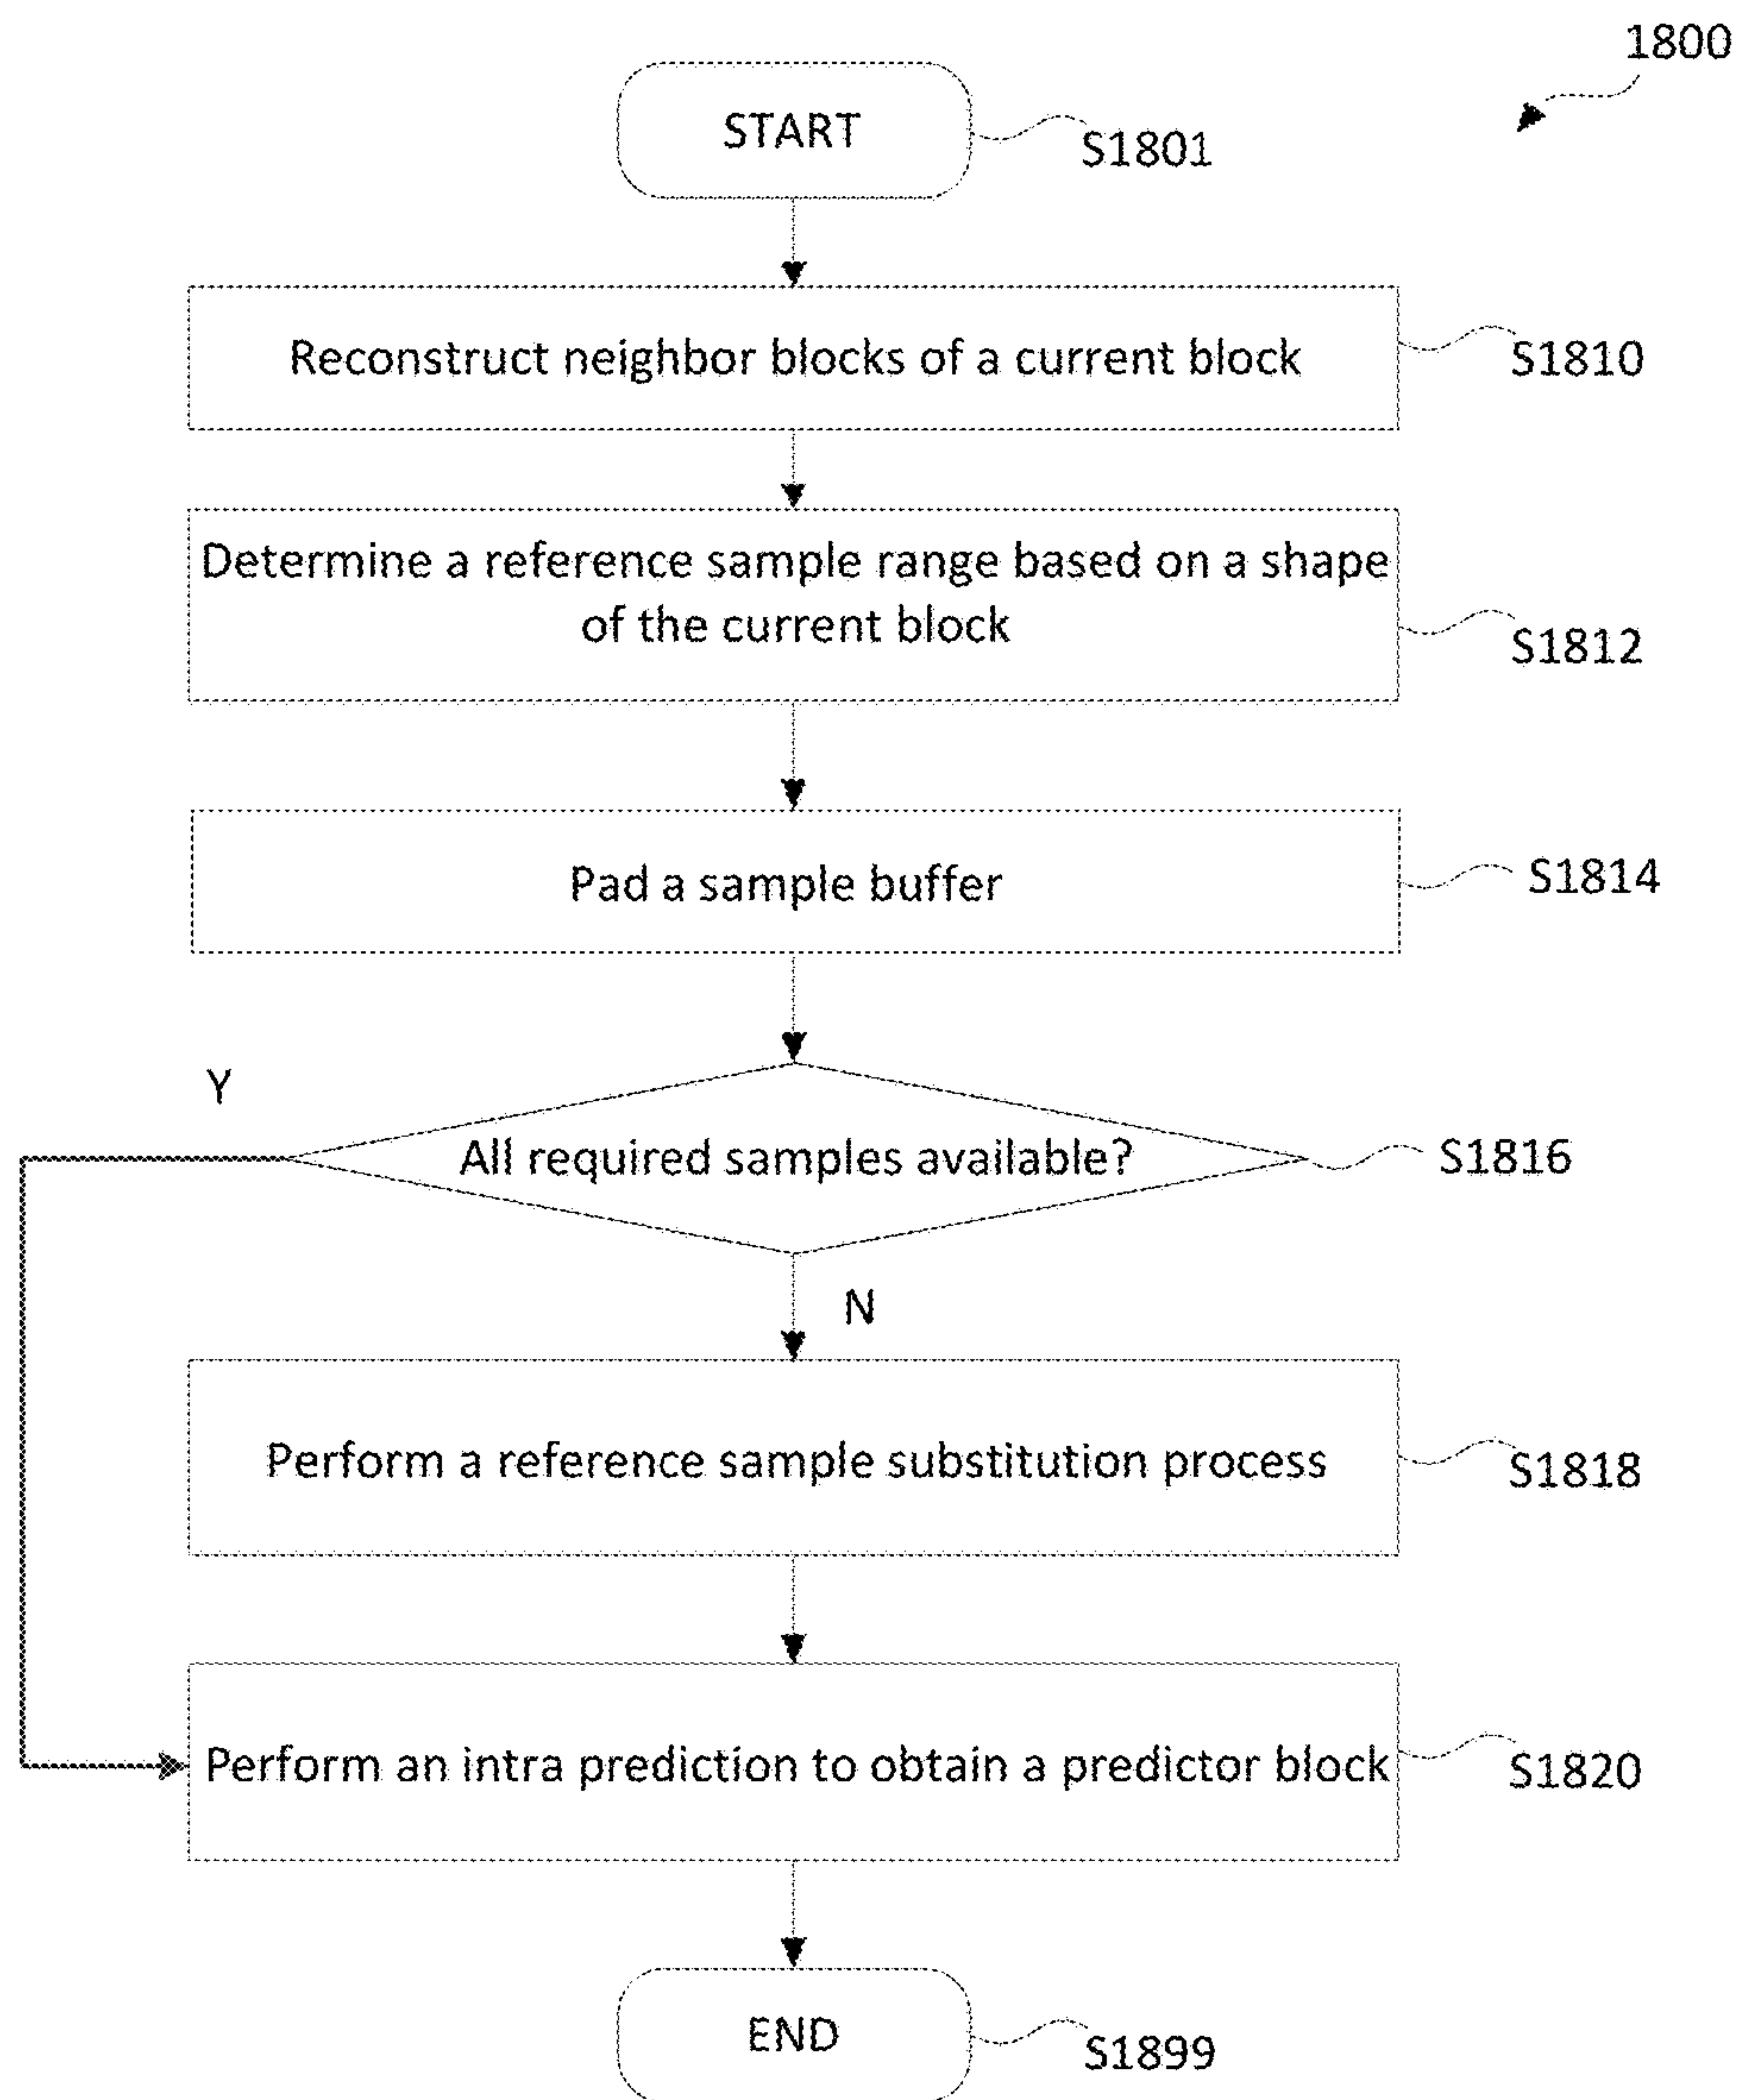 1800
START
S1801
Reconstruct neighbor blocks of a current block
S1810
Determine a reference sample range based on a shape
of the current block
S1812
Pad a sample buffer
S1814
Y
All required samples available?
S1816
N
Perform a reference sample substitution process
S1818
Perform an intra prediction to obtain a predictor block
S1820
END
S1899